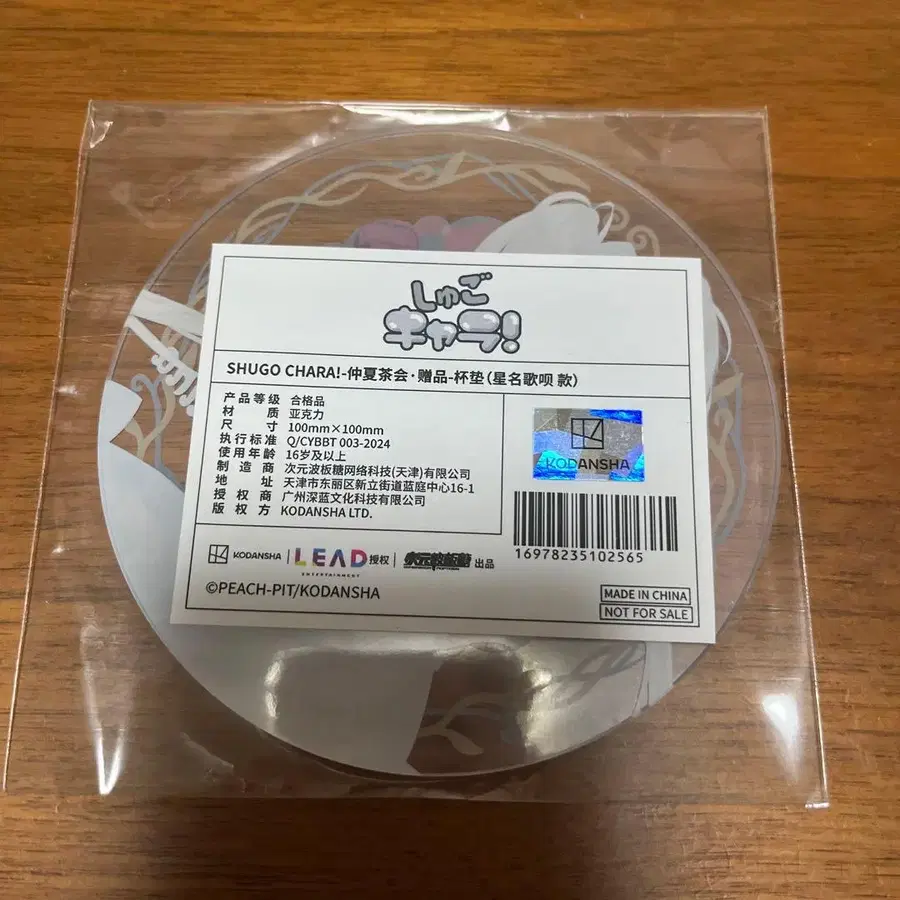 しゅご
キャラ!
SHUGO CHARA!-仲夏茶会·赠品-杯垫(星名歌呗 款)
产品等级 合格品
材 质 亚克力
尺 寸 100mm×100mm
执行标准 Q/CYBBT 003-2024
使用年龄 16岁及以上
制 造 商 次元波板糖网络科技(天津)有限公司
地 址 天津市东丽区新立街道蓝庭中心16-1
授 权 商 广州深蓝文化科技有限公司
版 权 方 KODANSHA LTD.
KODANSHA
16978235102565
KODANSHA LEAD ENTERTAINMENT 授权 次元波板糖 出品
©PEACH-PIT/KODANSHA
MADE IN CHINA
NOT FOR SALE